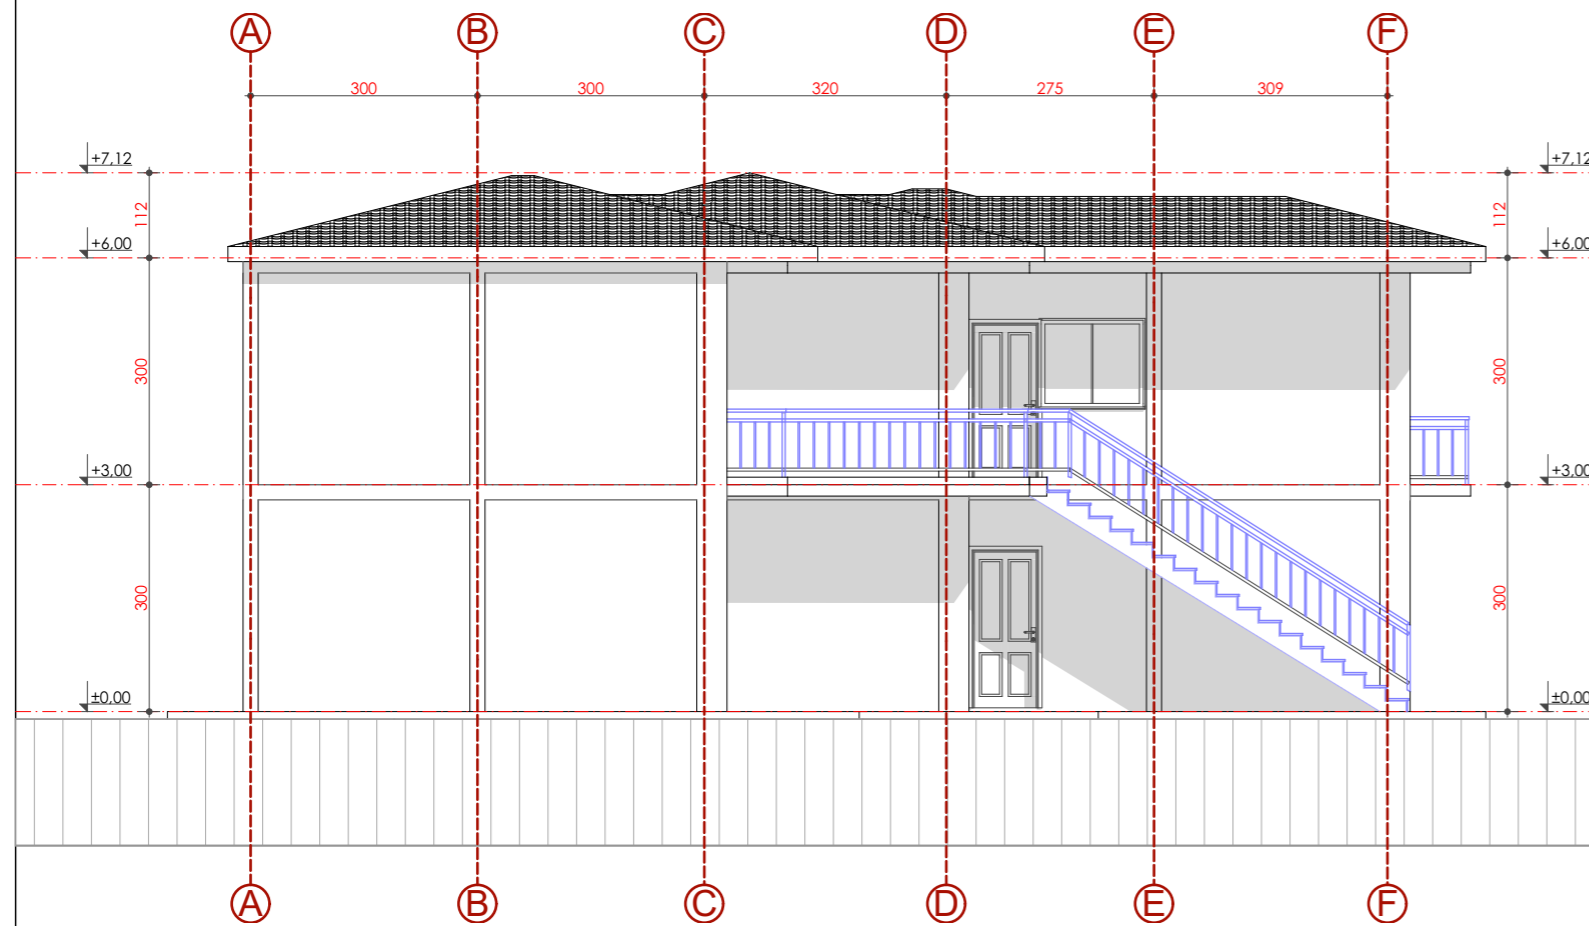 A B C D E F
300 300 320 275 309
+7,12 +7,12
112 112
+6,00 +6,00
300 300
+3,00 +3,00
300 300
±0,00 ±0,00
A B C D E F